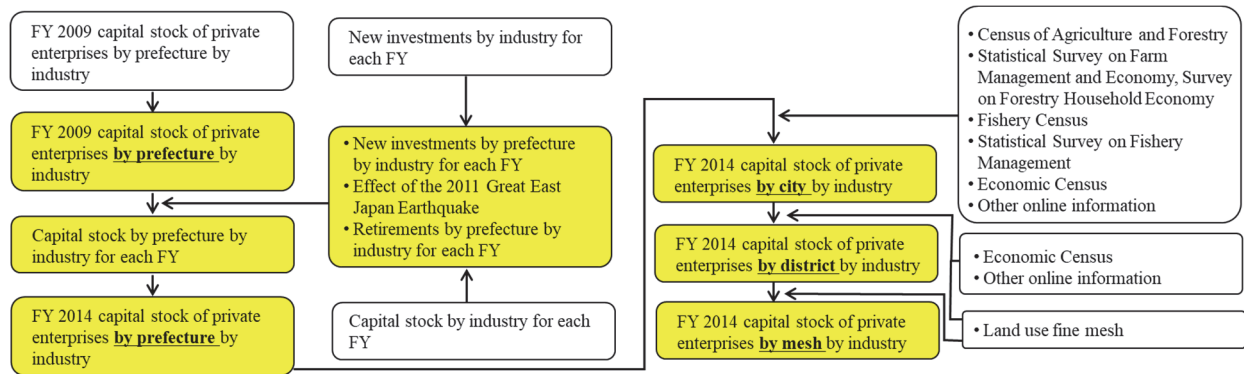 FY 2009 capital stock of private
enterprises by prefecture by
industry
FY 2009 capital stock of private
enterprises by prefecture by
industry
Capital stock by prefecture by
industry for each FY
FY 2014 capital stock of private
enterprises by prefecture by
industry
New investments by industry for
each FY
• New investments by prefecture
by industry for each FY
• Effect of the 2011 Great East
Japan Earthquake
• Retirements by prefecture by
industry for each FY
Capital stock by industry for each
FY
FY 2014 capital stock of private
enterprises by city by industry
FY 2014 capital stock of private
enterprises by district by industry
FY 2014 capital stock of private
enterprises by mesh by industry
• Census of Agriculture and Forestry
• Statistical Survey on Farm
Management and Economy, Survey
on Forestry Household Economy
• Fishery Census
• Statistical Survey on Fishery
Management
• Economic Census
• Other online information
• Economic Census
• Other online information
• Land use fine mesh